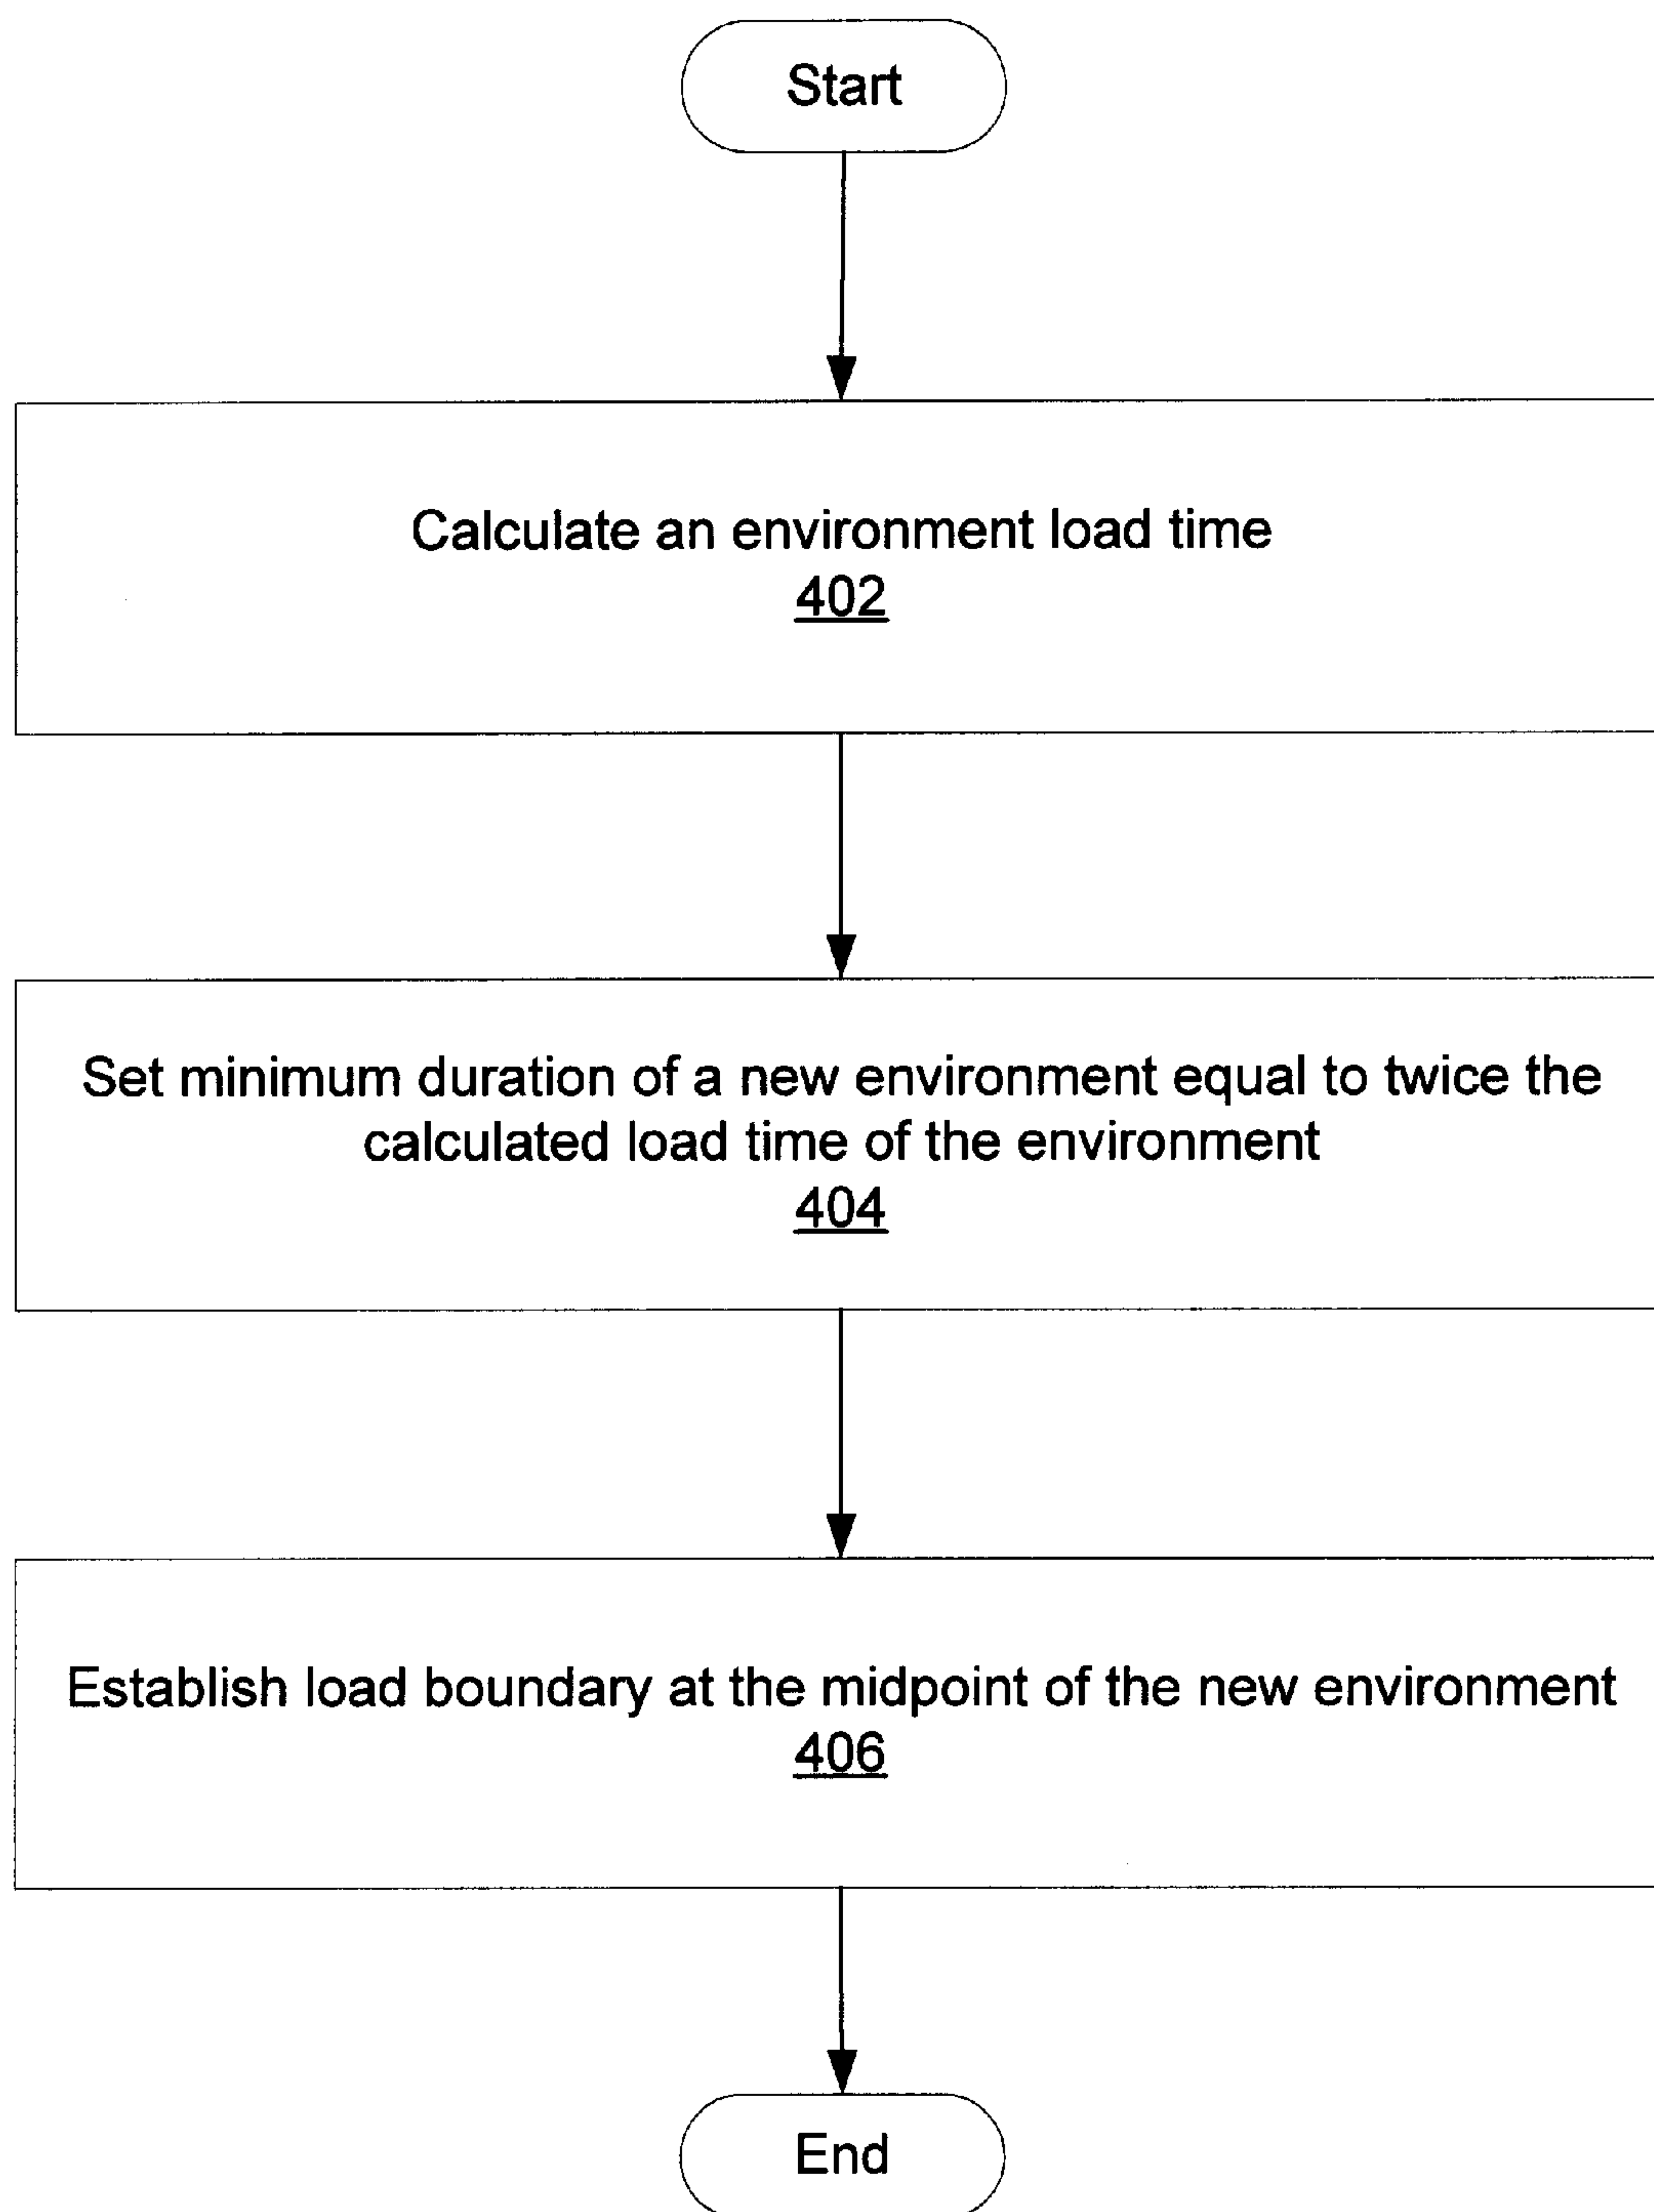 Start
Calculate an environment load time
402
Set minimum duration of a new environment equal to twice the
calculated load time of the environment
404
Establish load boundary at the midpoint of the new environment
406
End